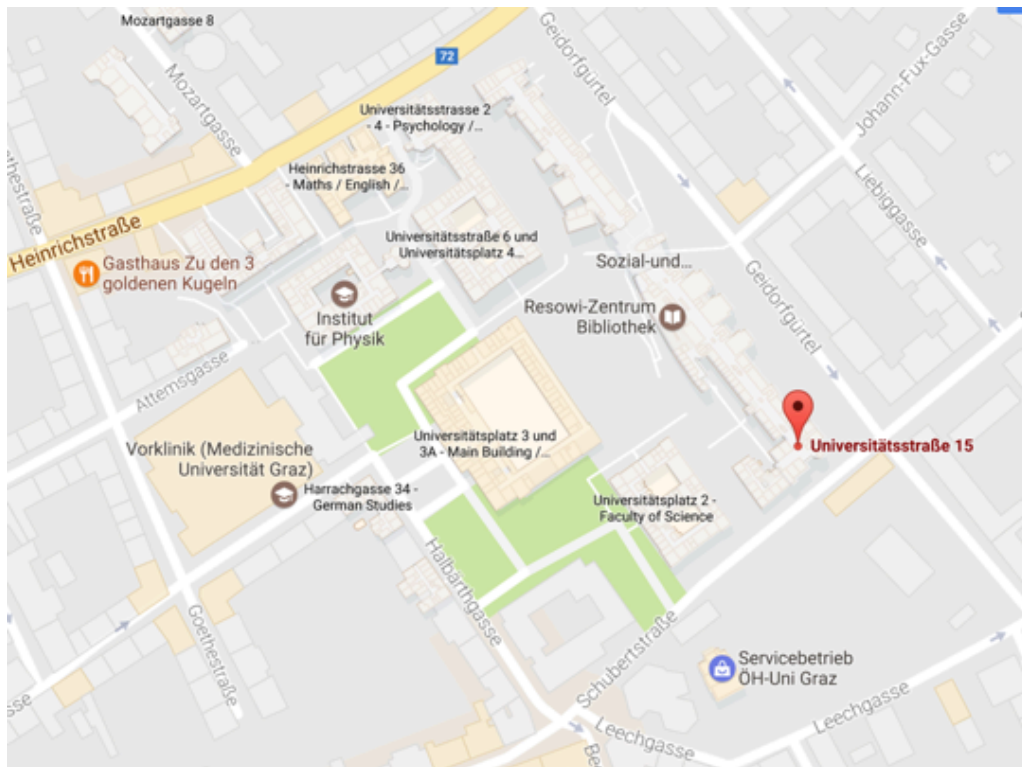 Mozartgasse 8
Mozartgasse
72
Geidorfgürtel
Johann-Fux-Gasse
Liebiggasse
Universitätsstrasse 2
- 4 - Psychology /...
Heinrichstrasse 36
- Maths / English /...
Goethestraße
Heinrichstraße
Universitätsstraße 6 und
Universitätsplatz 4...
Sozial-und...
Gasthaus Zu den 3
goldenen Kugeln
Institut
für Physik
Resowi-Zentrum
Bibliothek
Geidorfgürtel
Attemsgasse
Universitätsplatz 3 und
3A - Main Building /...
Universitätsstraße 15
Vorklinik (Medizinische
Universität Graz)
Harrachgasse 34 -
German Studies
Universitätsplatz 2 -
Faculty of Science
Halbärthgasse
Goethestraße
Schubertstraße
Servicebetrieb
ÖH-Uni Graz
Leechgasse
Leechgasse